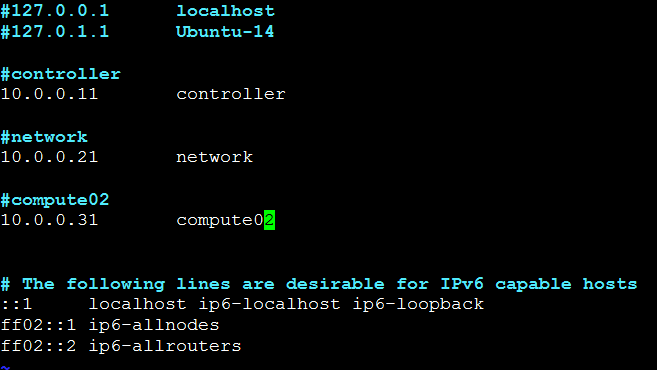 #127.0.0.1 localhost
#127.0.1.1 Ubuntu-14
#controller
10.0.0.11 controller
#network
10.0.0.21 network
#compute02
10.0.0.31 compute02
# The following lines are desirable for IPv6 capable hosts
::1 localhost ip6-localhost ip6-loopback
ff02::1 ip6-allnodes
ff02::2 ip6-allrouters
~